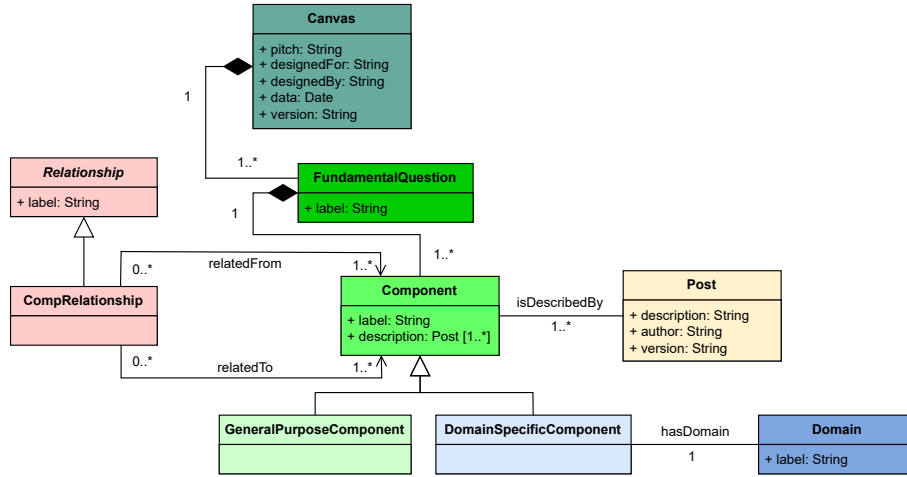 Canvas
+ pitch: String
+ designedFor: String
+ designedBy: String
+ data: Date
+ version: String
1
1..*
Relationship
+ label: String
FundamentalQuestion
+ label: String
1
1..*
0..*
relatedFrom
1..*
CompRelationship
Component
+ label: String
+ description: Post [1..*]
isDescribedBy
1..*
Post
+ description: String
+ author: String
+ version: String
0..*
relatedTo
1..*
GeneralPurposeComponent
DomainSpecificComponent
hasDomain
1
Domain
+ label: String